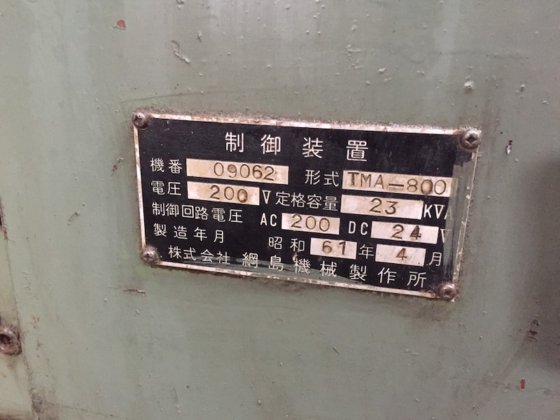 制御装置
機番 09062 形式 TMA-800
電圧 200 V 定格容量 23 KVA
制御回路電圧 AC 200 DC 24 V
製造年月 昭和 61 年 4 月
株式会社 綱島機械製作所